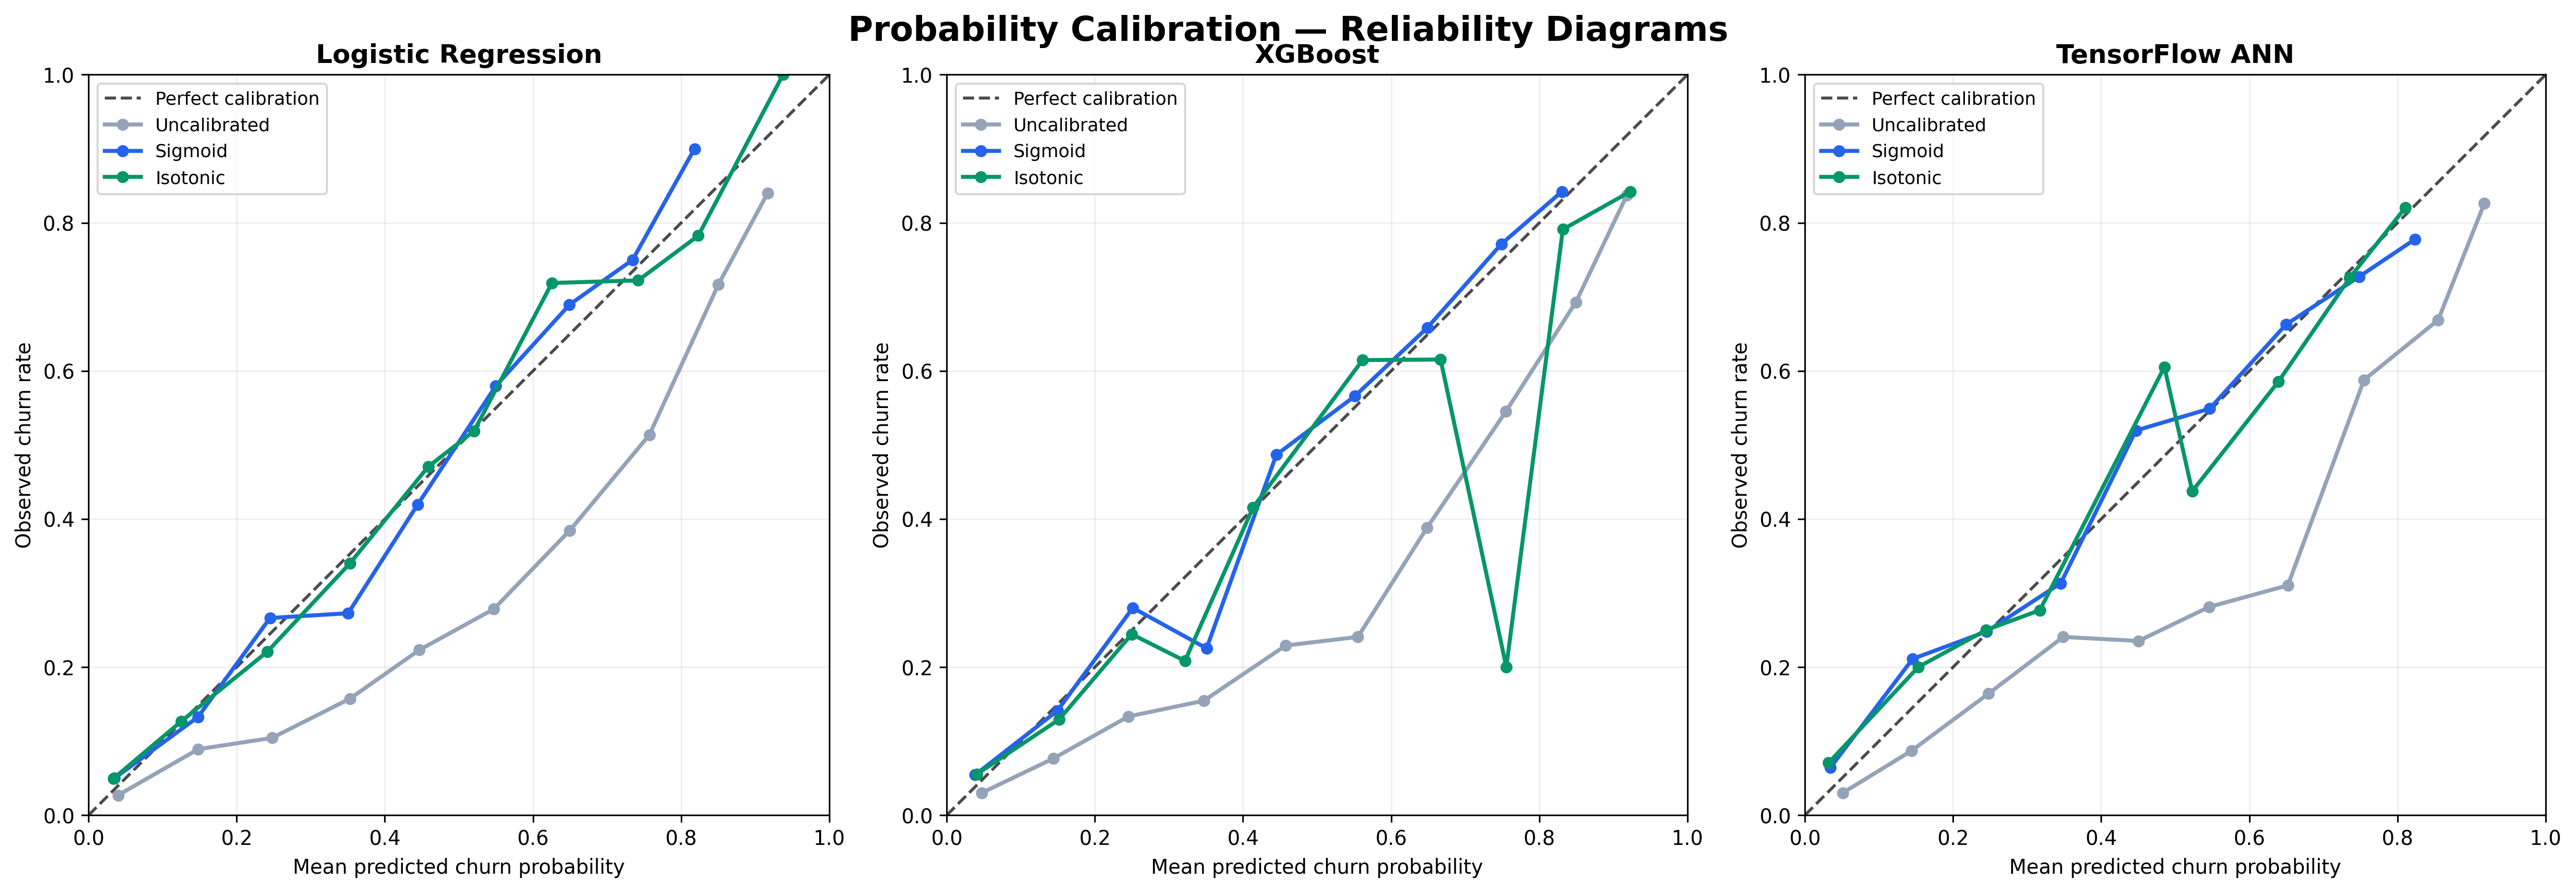 Probability Calibration — Reliability Diagrams
Logistic Regression
1.0
0.8
0.6
0.4
0.2
0.0
Observed churn rate
Perfect calibration
Uncalibrated
Sigmoid
Isotonic
0.0 0.2 0.4 0.6 0.8 1.0
Mean predicted churn probability
XGBoost
1.0
0.8
0.6
0.4
0.2
0.0
Observed churn rate
Perfect calibration
Uncalibrated
Sigmoid
Isotonic
0.0 0.2 0.4 0.6 0.8 1.0
Mean predicted churn probability
TensorFlow ANN
1.0
0.8
0.6
0.4
0.2
0.0
Observed churn rate
Perfect calibration
Uncalibrated
Sigmoid
Isotonic
0.0 0.2 0.4 0.6 0.8 1.0
Mean predicted churn probability